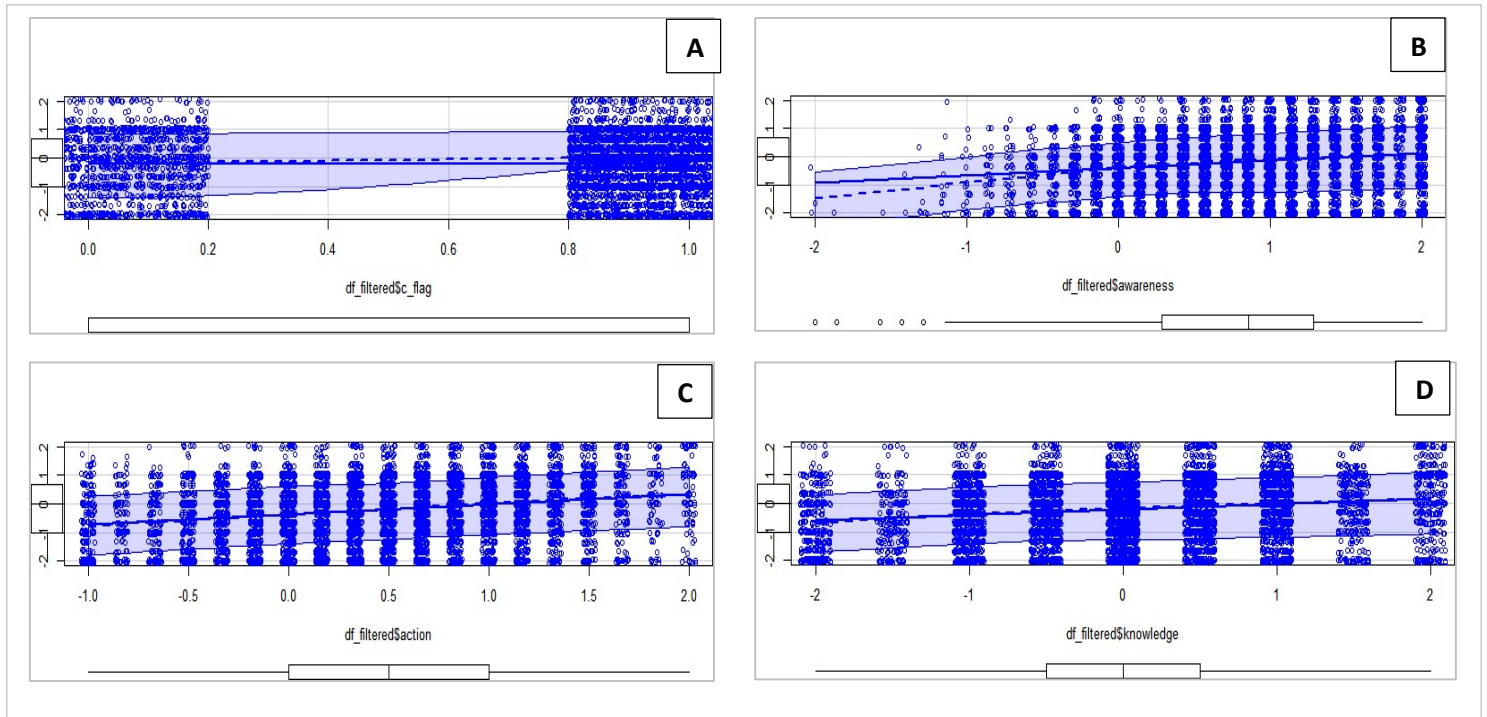 A
2
1
0
-1
-2
0.0 0.2 0.4 0.6 0.8 1.0
df_filtered$c_flag
B
2
1
0
-1
-2
-2 -1 0 1 2
df_filtered$awareness
C
2
1
0
-1
-2
-1.0 -0.5 0.0 0.5 1.0 1.5 2.0
df_filtered$action
D
2
1
0
-1
-2
-2 -1 0 1 2
df_filtered$knowledge